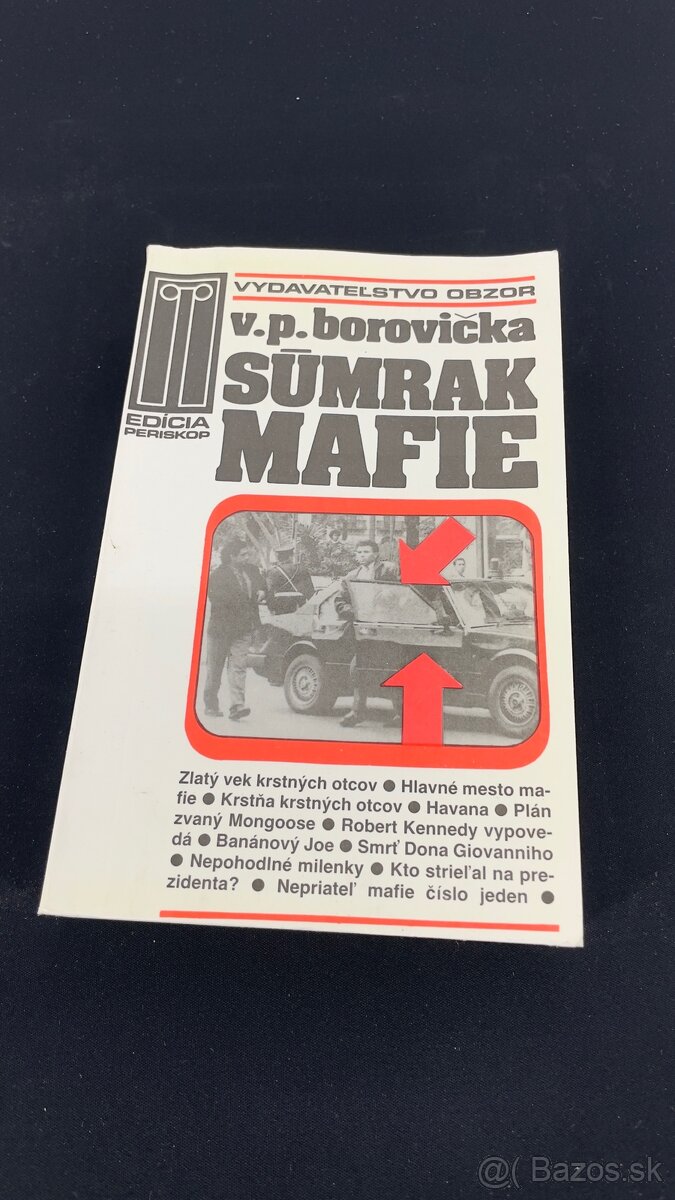 VYDAVATEĽSTVO OBZOR
v.p.borovička
SÚMRAK
MAFIE
EDÍCIA
PERISKOP
Zlatý vek krstných otcov ● Hlavné mesto ma-
fie ● Krstňa krstných otcov ● Havana ● Plán
zvaný Mongoose ● Robert Kennedy vypove-
dá ● Banánový Joe ● Smrť Dona Giovanniho
● Nepohodlné milenky ● Kto strieľal na pre-
zidenta? ● Nepriateľ mafie číslo jeden ●
@( Bazos.sk